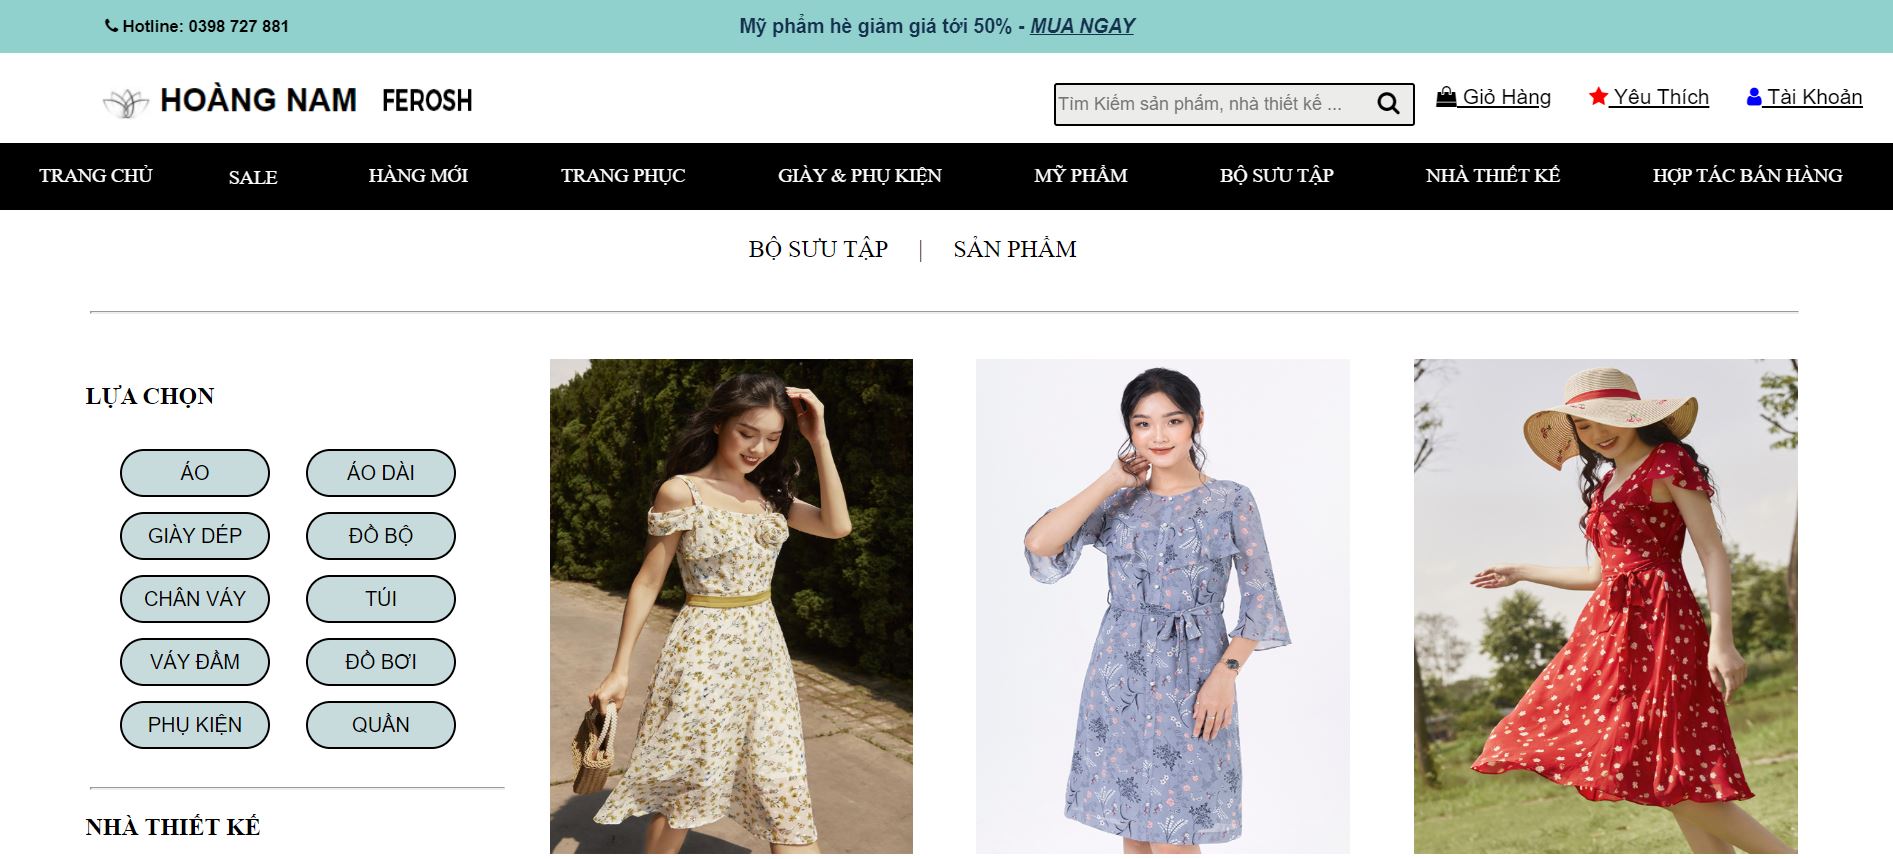 Hotline: 0398 727 881
Mỹ phẩm hè giảm giá tới 50% - MUA NGAY
HOÀNG NAM FEROSH
Tìm Kiếm sản phẩm, nhà thiết kế ...
Giỏ Hàng
Yêu Thích
Tài Khoản
TRANG CHỦ
SALE
HÀNG MỚI
TRANG PHỤC
GIÀY & PHỤ KIỆN
MỸ PHẨM
BỘ SƯU TẬP
NHÀ THIẾT KẾ
HỢP TÁC BÁN HÀNG
BỘ SƯU TẬP | SẢN PHẨM
LỰA CHỌN
ÁO
ÁO DÀI
GIÀY DÉP
ĐỒ BỘ
CHÂN VÁY
TÚI
VÁY ĐẦM
ĐỒ BƠI
PHỤ KIỆN
QUẦN
NHÀ THIẾT KẾ